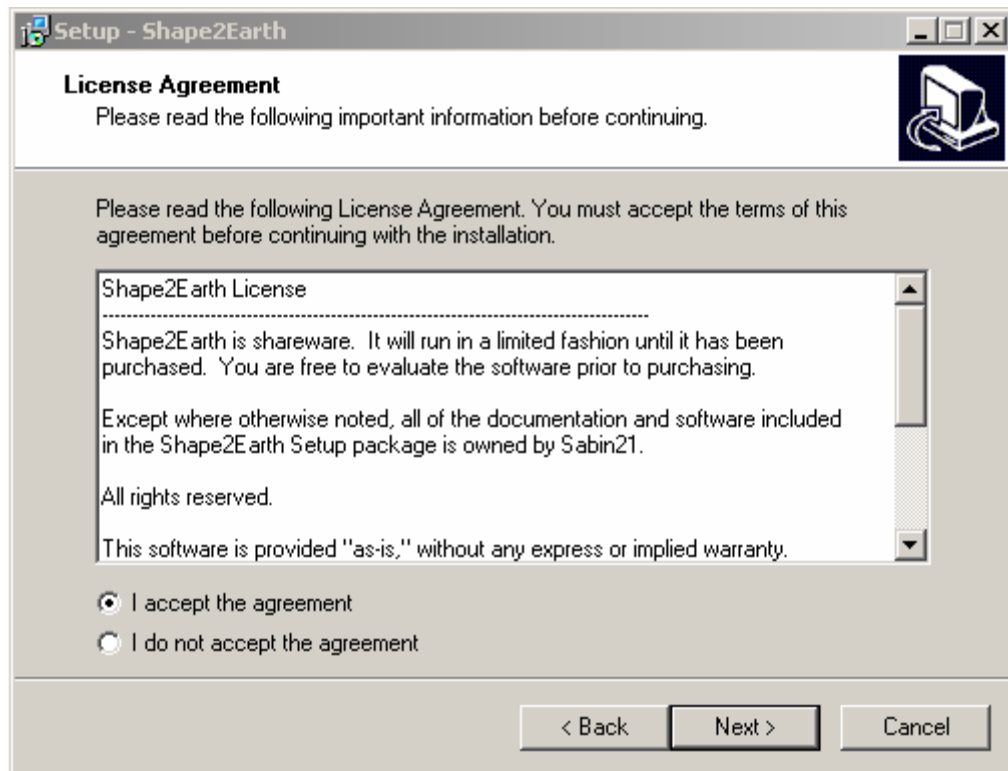 Setup - Shape2Earth
License Agreement
Please read the following important information before continuing.
Please read the following License Agreement. You must accept the terms of this
agreement before continuing with the installation.
Shape2Earth License
-------------------------------------------------------------------------------------------
Shape2Earth is shareware.  It will run in a limited fashion until it has been
purchased.  You are free to evaluate the software prior to purchasing.
Except where otherwise noted, all of the documentation and software included
in the Shape2Earth Setup package is owned by Sabin21.
All rights reserved.
This software is provided "as-is," without any express or implied warranty.
I accept the agreement
I do not accept the agreement
< Back
Next >
Cancel